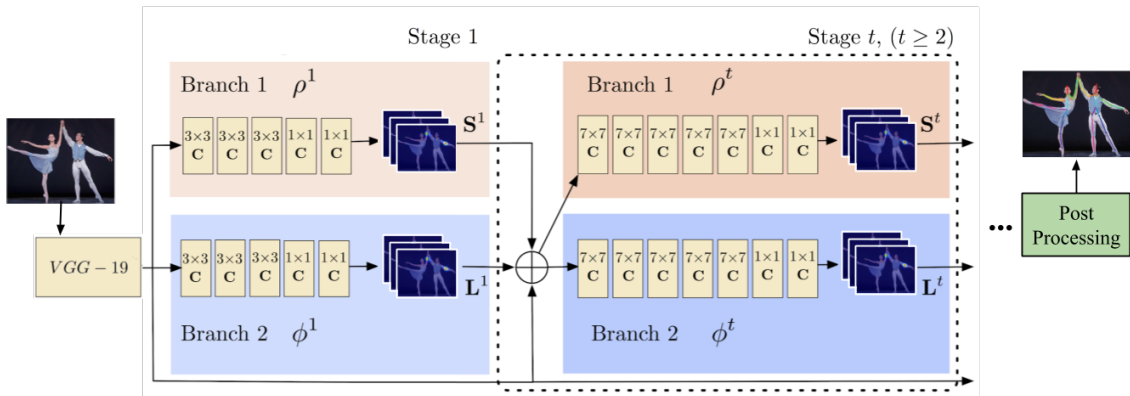 Stage 1
Stage t, (t ≥ 2)
Branch 1 ρ¹
3×3 C 3×3 C 3×3 C 1×1 C 1×1 C
S¹
Branch 1 ρᵗ
7×7 C 7×7 C 7×7 C 7×7 C 7×7 C 1×1 C 1×1 C
Sᵗ
VGG − 19
3×3 C 3×3 C 3×3 C 1×1 C 1×1 C
L¹
Branch 2 ϕ¹
7×7 C 7×7 C 7×7 C 7×7 C 7×7 C 1×1 C 1×1 C
Lᵗ
Branch 2 ϕᵗ
...
Post
Processing